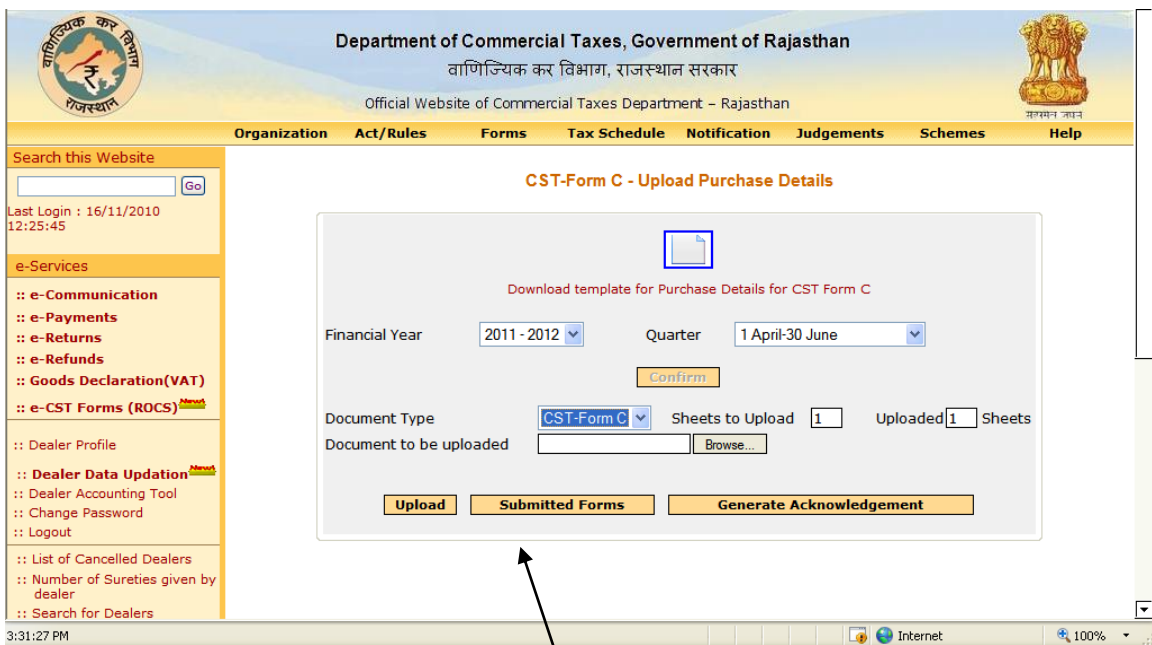 वाणिज्यिक कर विभाग
राजस्थान
Department of Commercial Taxes, Government of Rajasthan
वाणिज्यिक कर विभाग, राजस्थान सरकार
Official Website of Commercial Taxes Department – Rajasthan
Organization Act/Rules Forms Tax Schedule Notification Judgements Schemes Help
Search this Website
Go
Last Login : 16/11/2010
12:25:45
e-Services
:: e-Communication
:: e-Payments
:: e-Returns
:: e-Refunds
:: Goods Declaration(VAT)
:: e-CST Forms (ROCS) New!
:: Dealer Profile
:: Dealer Data Updation New!
:: Dealer Accounting Tool
:: Change Password
:: Logout
:: List of Cancelled Dealers
:: Number of Sureties given by
dealer
:: Search for Dealers
CST-Form C - Upload Purchase Details
Download template for Purchase Details for CST Form C
Financial Year 2011 - 2012 Quarter 1 April-30 June
Confirm
Document Type CST-Form C Sheets to Upload 1 Uploaded 1 Sheets
Document to be uploaded Browse...
Upload Submitted Forms Generate Acknowledgement
3:31:27 PM Internet 100%